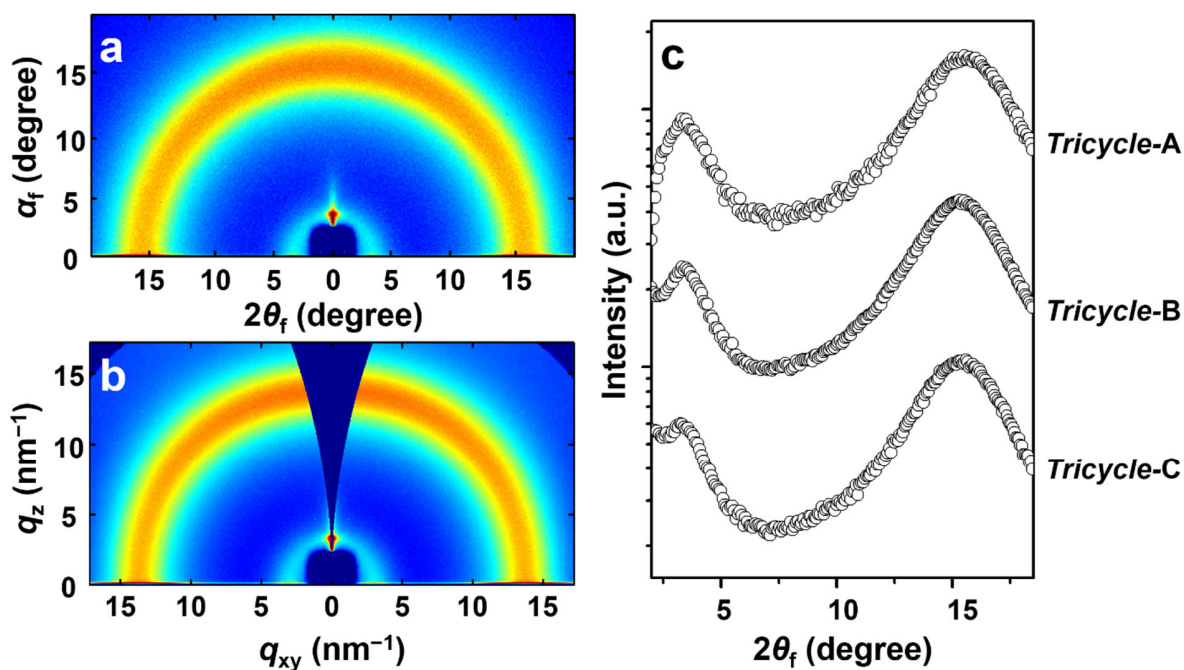 a
α_f (degree)
15
10
5
0
15 10 5 0 5 10 15
2θ_f (degree)
b
q_z (nm⁻¹)
15
10
5
0
15 10 5 0 5 10 15
q_xy (nm⁻¹)
c
Intensity (a.u.)
Tricycle-A
Tricycle-B
Tricycle-C
5 10 15
2θ_f (degree)